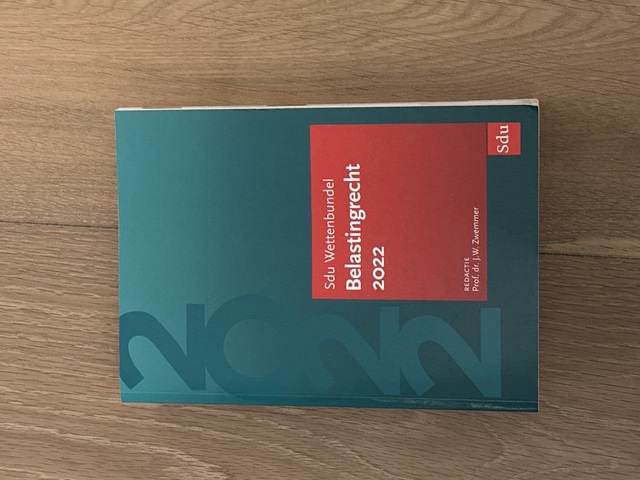 Sdu Wettenbundel
Belastingrecht
2022
REDACTIE
Prof. dr. J.W. Zwemmer
Sdu
2022